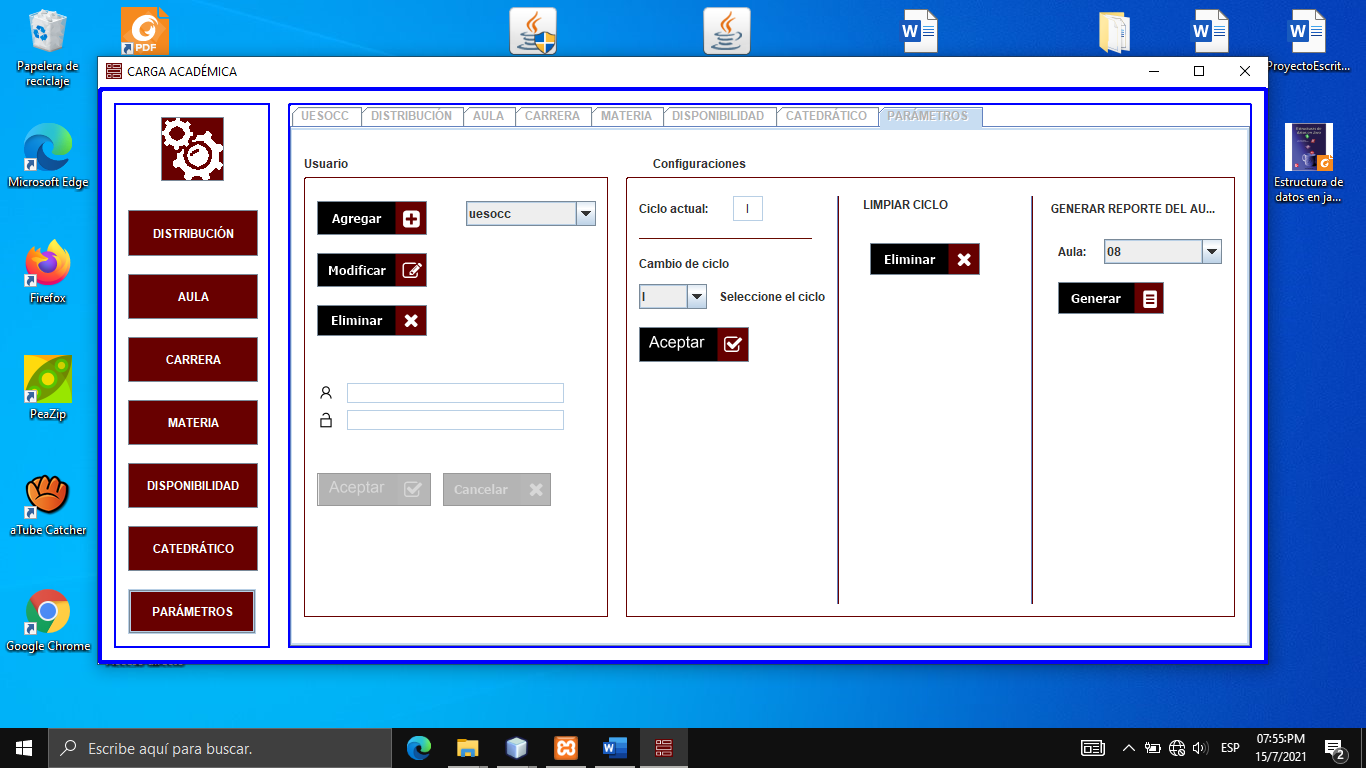 Papelera de
reciclaje
PDF
ProyectoEscrit...
CARGA ACADÉMICA
Microsoft Edge
Firefox
PeaZip
aTube Catcher
Google Chrome
Estructura de
datos en ja...
DISTRIBUCIÓN
AULA
CARRERA
MATERIA
DISPONIBILIDAD
CATEDRÁTICO
PARÁMETROS
UESOCC
DISTRIBUCIÓN
AULA
CARRERA
MATERIA
DISPONIBILIDAD
CATEDRÁTICO
PARÁMETROS
Usuario
Agregar
uesocc
Modificar
Eliminar
Aceptar
Cancelar
Configuraciones
Ciclo actual:
I
Cambio de ciclo
I
Seleccione el ciclo
Aceptar
LIMPIAR CICLO
Eliminar
GENERAR REPORTE DEL AU...
Aula:
08
Generar
Escribe aquí para buscar.
ESP
07:55:PM
15/7/2021
2